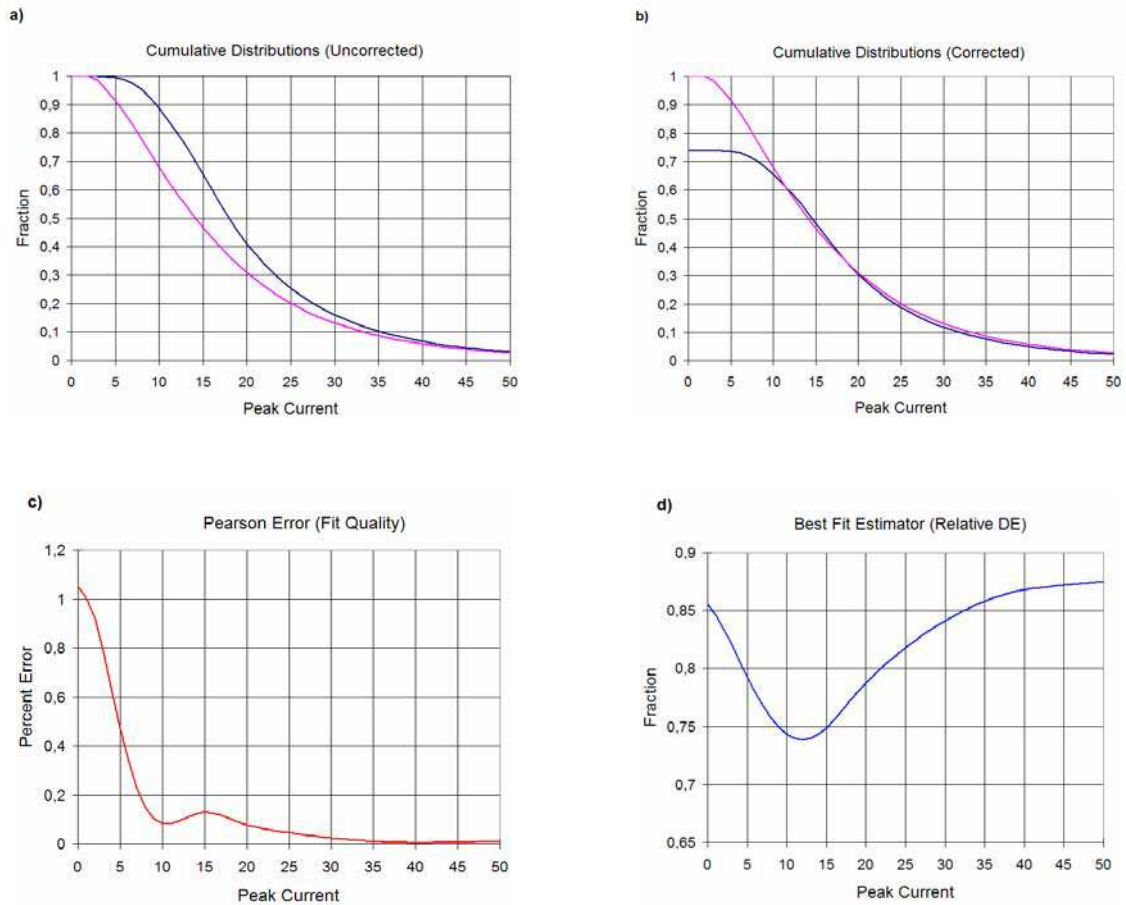 a)
Cumulative Distributions (Uncorrected)
1
0,9
0,8
0,7
0,6
0,5
0,4
0,3
0,2
0,1
0
Fraction
0 5 10 15 20 25 30 35 40 45 50
Peak Current
b)
Cumulative Distributions (Corrected)
1
0,9
0,8
0,7
0,6
0,5
0,4
0,3
0,2
0,1
0
Fraction
0 5 10 15 20 25 30 35 40 45 50
Peak Current
c)
Pearson Error (Fit Quality)
1,2
1
0,8
0,6
0,4
0,2
0
Percent Error
0 5 10 15 20 25 30 35 40 45 50
Peak Current
d)
Best Fit Estimator (Relative DE)
0,9
0,85
0,8
0,75
0,7
0,65
Fraction
0 5 10 15 20 25 30 35 40 45 50
Peak Current